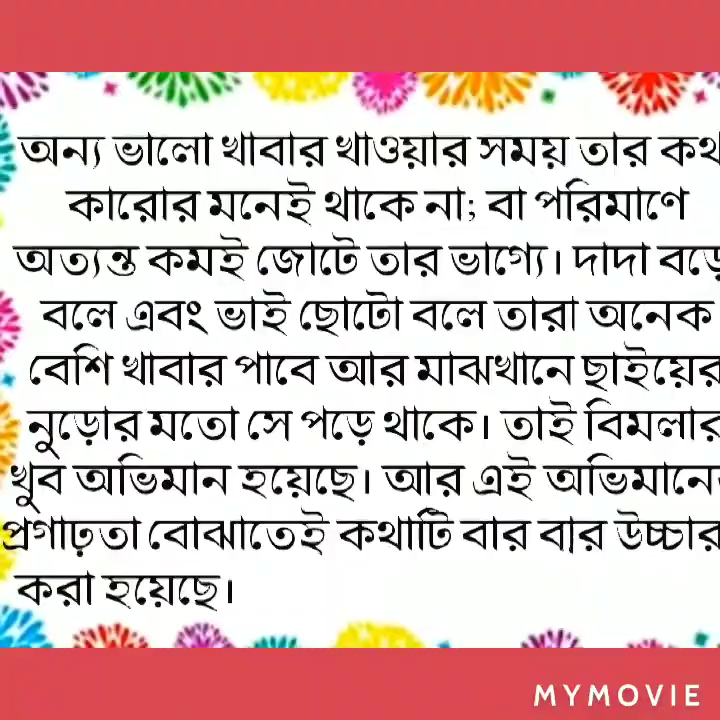 অন্য ভালো খাবার খাওয়ার সময় তার কথ
কারোর মনেই থাকে না; বা পরিমাণে
অত্যন্ত কমই জোটে তার ভাগ্যে। দাদা বড়ে
বলে এবং ভাই ছোটো বলে তারা অনেক
বেশি খাবার পাবে আর মাঝখানে ছাইয়ের
নুড়োর মতো সে পড়ে থাকে। তাই বিমলার
খুব অভিমান হয়েছে। আর এই অভিমানে
প্রগাঢ়তা বোঝাতেই কথাটি বার বার উচ্চার
করা হয়েছে।
MYMOVIE